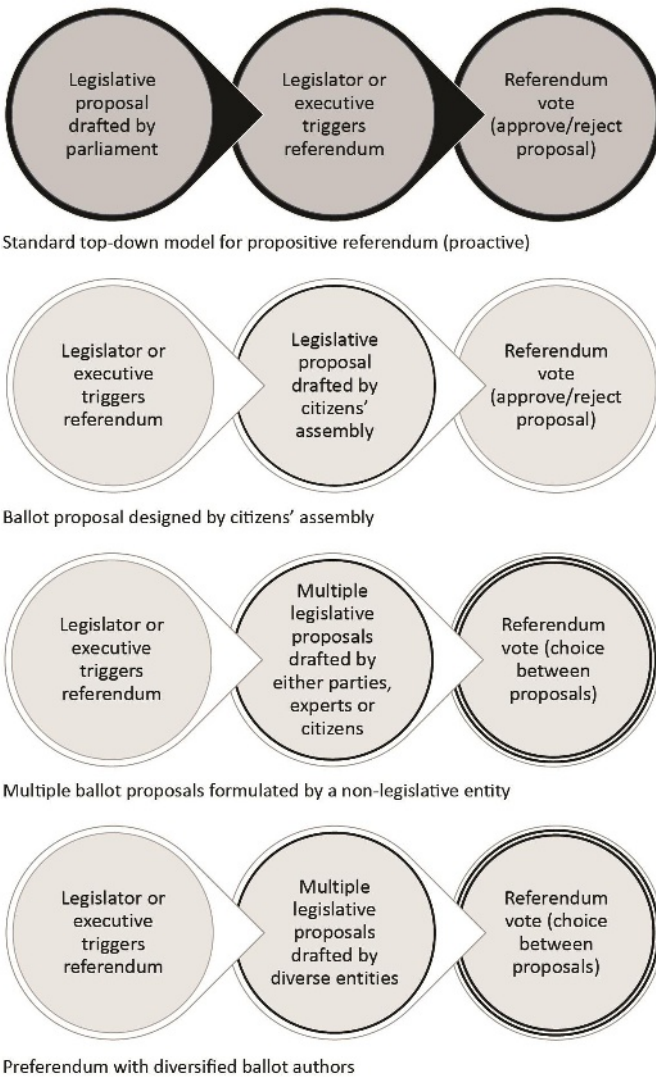 Legislative
proposal
drafted by
parliament
Legislator or
executive
triggers
referendum
Referendum
vote
(approve/reject
proposal)
Standard top-down model for propositive referendum (proactive)
Legislator or
executive
triggers
referendum
Legislative
proposal
drafted by
citizens’
assembly
Referendum
vote
(approve/reject
proposal)
Ballot proposal designed by citizens’ assembly
Legislator or
executive
triggers
referendum
Multiple
legislative
proposals
drafted by
either parties,
experts or
citizens
Referendum
vote (choice
between
proposals)
Multiple ballot proposals formulated by a non-legislative entity
Legislator or
executive
triggers
referendum
Multiple
legislative
proposals
drafted by
diverse entities
Referendum
vote (choice
between
proposals)
Preferendum with diversified ballot authors